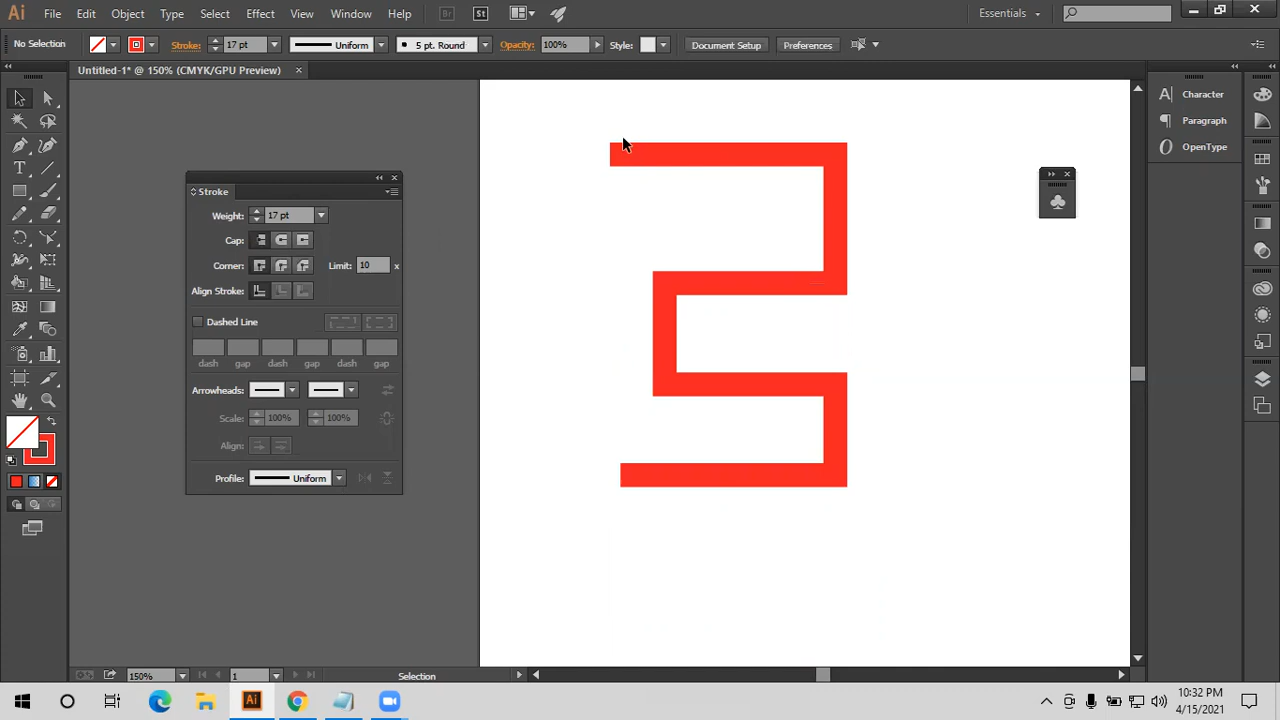 Ai File Edit Object Type Select Effect View Window Help Br St Essentials
No Selection Stroke: 17 pt Uniform 5 pt. Round Opacity: 100% Style: Document Setup Preferences
Untitled-1* @ 150% (CMYK/GPU Preview)
Character
Paragraph
OpenType
Stroke
Weight: 17 pt
Cap:
Corner: Limit: 10 x
Align Stroke:
Dashed Line
dash gap dash gap dash gap
Arrowheads:
Scale: 100% 100%
Align:
Profile: Uniform
150% 1 Selection
Ai 10:32 PM
4/15/2021